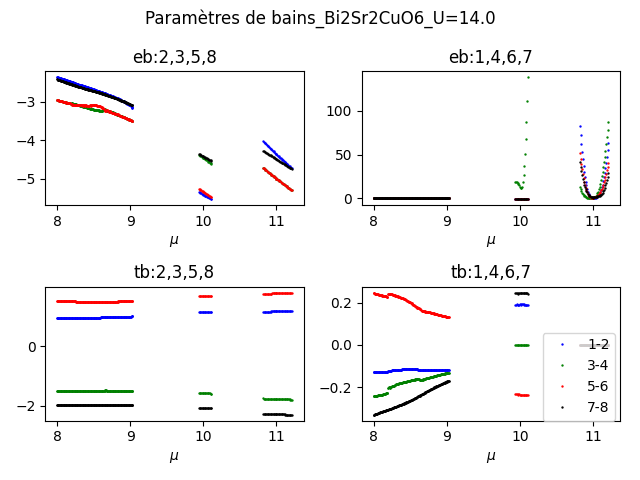 Paramètres de bains_Bi2Sr2CuO6_U=14.0
eb:2,3,5,8
eb:1,4,6,7
−3
−4
−5
8 9 10 11
μ
100
50
0
8 9 10 11
μ
tb:2,3,5,8
tb:1,4,6,7
0
−2
8 9 10 11
μ
0.2
0.0
−0.2
8 9 10 11
μ
1-2
3-4
5-6
7-8